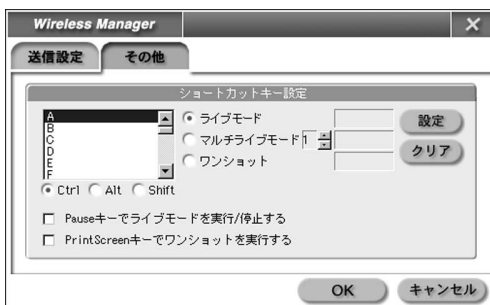 Wireless Manager
送信設定 その他
ショートカットキー設定
A
B
C
D
E
F
ライブモード
マルチライブモード 1
ワンショット
設定
クリア
Ctrl Alt Shift
Pauseキーでライブモードを実行/停止する
PrintScreenキーでワンショットを実行する
OK キャンセル